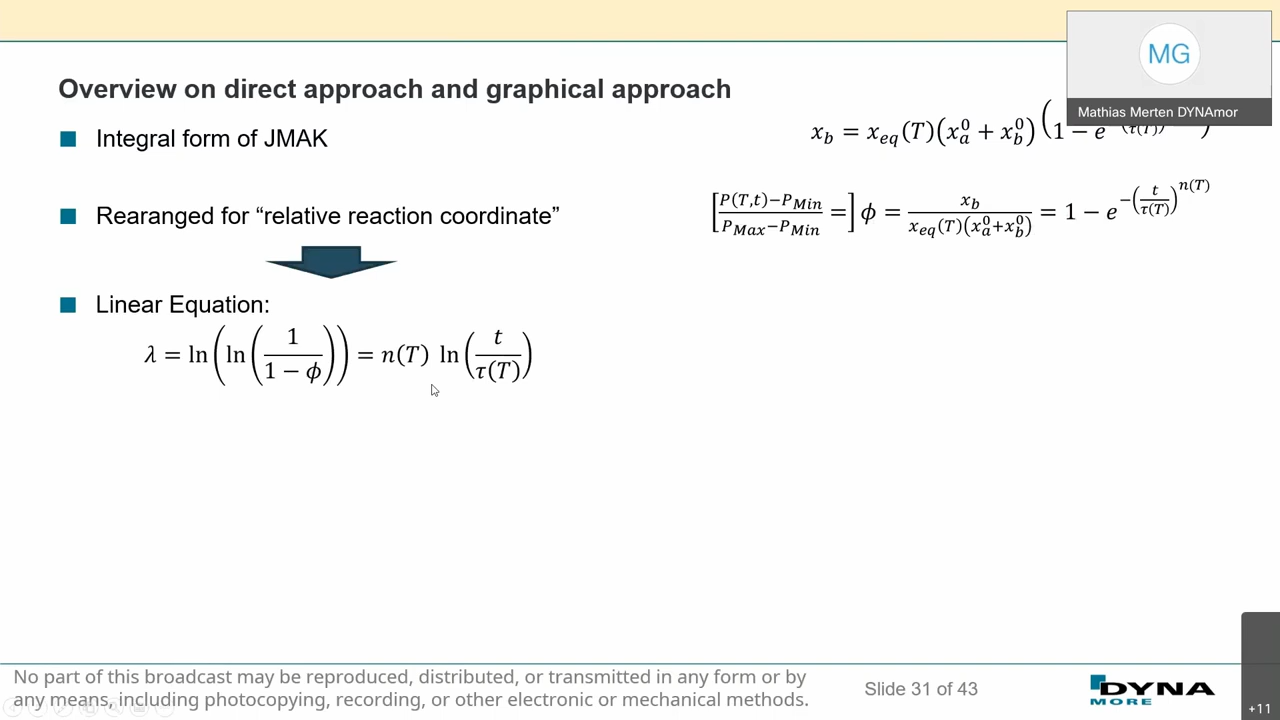 MG
Mathias Merten DYNAmor
Overview on direct approach and graphical approach
Integral form of JMAK
x_b = x_eq(T)(x_a^0 + x_b^0)(1 − e (τ(T)) )
Rearanged for “relative reaction coordinate”
[P(T,t)−P_Min / P_Max−P_Min =] ϕ = x_b / x_eq(T)(x_a^0+x_b^0) = 1 − e^−(t/τ(T))^n(T)
Linear Equation:
λ = ln(ln(1/(1 − ϕ))) = n(T) ln(t/τ(T))
No part of this broadcast may be reproduced, distributed, or transmitted in any form or by
any means, including photocopying, recording, or other electronic or mechanical methods.
Slide 31 of 43
DYNA
MORE
+11